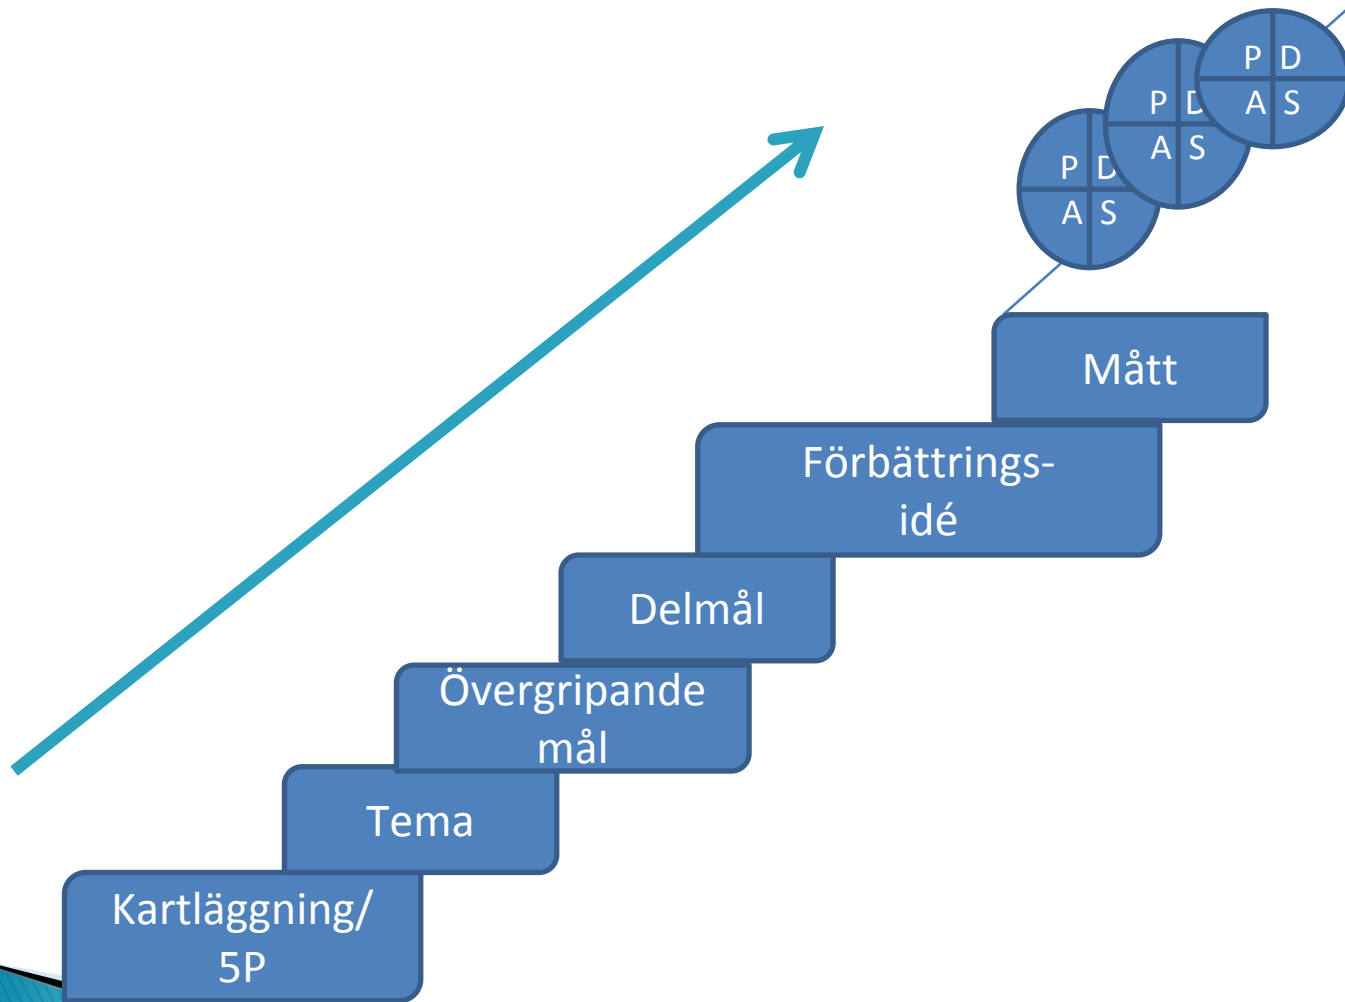 P D
A S
P D
A S
P D
A S
Mått
Förbättrings-
idé
Delmål
Övergripande
mål
Tema
Kartläggning/
5P